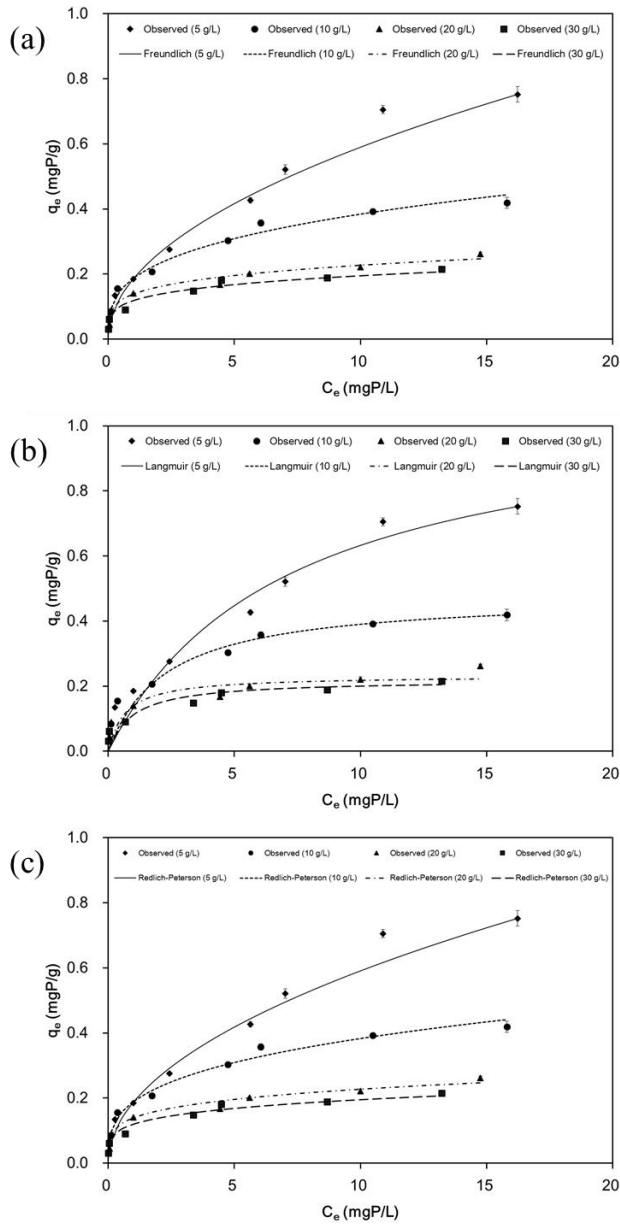 (a)
Observed (5 g/L) Observed (10 g/L) Observed (20 g/L) Observed (30 g/L)
Freundlich (5 g/L) Freundlich (10 g/L) Freundlich (20 g/L) Freundlich (30 g/L)
1.0
0.8
0.6
0.4
0.2
0.0
qe (mgP/g)
0 5 10 15 20
Ce (mgP/L)
(b)
Observed (5 g/L) Observed (10 g/L) Observed (20 g/L) Observed (30 g/L)
Langmuir (5 g/L) Langmuir (10 g/L) Langmuir (20 g/L) Langmuir (30 g/L)
1.0
0.8
0.6
0.4
0.2
0.0
qe (mgP/g)
0 5 10 15 20
Ce (mgP/L)
(c)
Observed (5 g/L) Observed (10 g/L) Observed (20 g/L) Observed (30 g/L)
Redlich-Peterson (5 g/L) Redlich-Peterson (10 g/L) Redlich-Peterson (20 g/L) Redlich-Peterson (30 g/L)
1.0
0.8
0.6
0.4
0.2
0.0
qe (mgP/g)
0 5 10 15 20
Ce (mgP/L)